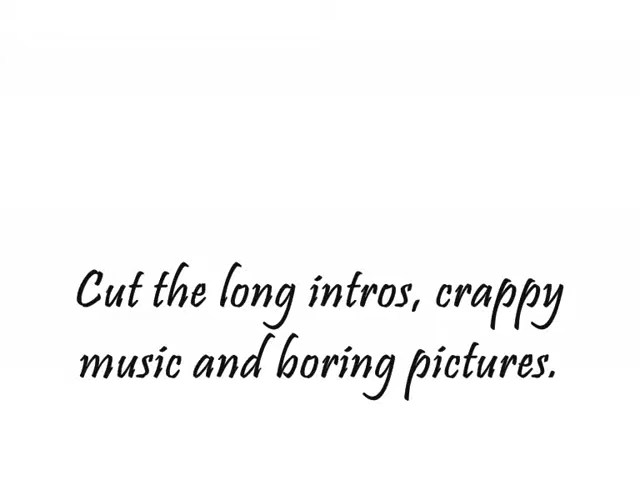 Cut the long intros, crappy
music and boring pictures.